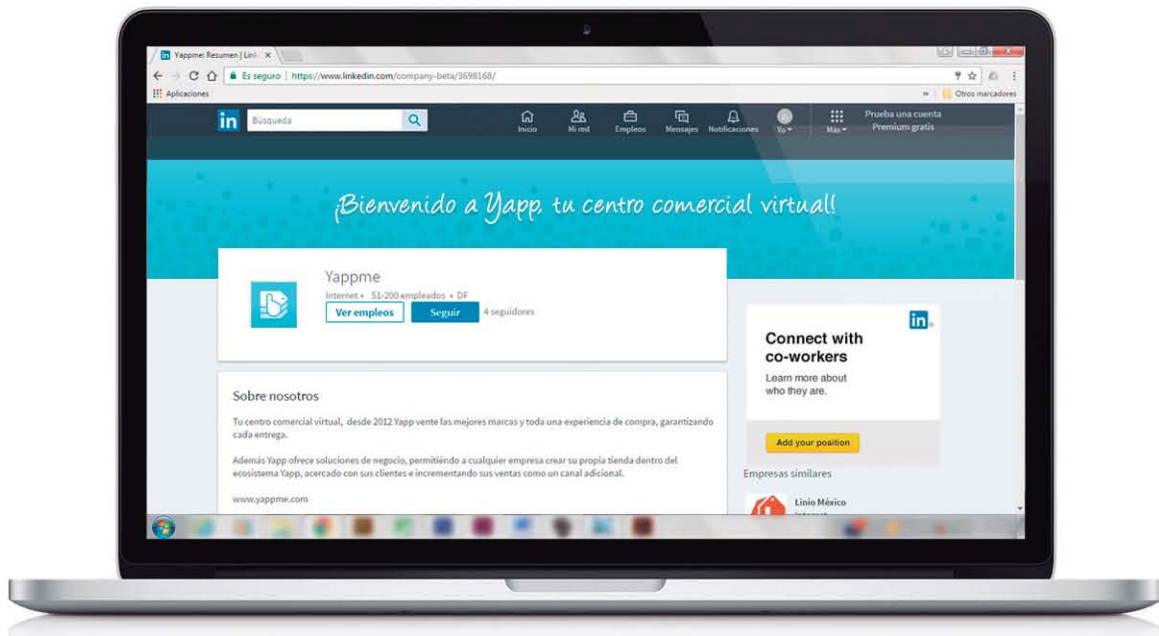 Yappme: Resumen | Lin
Es seguro | https://www.linkedin.com/company-beta/3698168/
Aplicaciones
Otros marcadores
in
Búsqueda
Inicio
Mi red
Empleos
Mensajes
Notificaciones
Yo
Más
Prueba una cuenta
Premium gratis
¡Bienvenido a Yapp, tu centro comercial virtual!
Yappme
Internet • 51-200 empleados • DF
Ver empleos
Seguir
4 seguidores
Sobre nosotros
Tu centro comercial virtual, desde 2012 Yapp vente las mejores marcas y toda una experiencia de compra, garantizando
cada entrega.
Además Yapp ofrece soluciones de negocio, permitiéndo a cualquier empresa crear su propia tienda dentro del
ecosistema Yapp, acercado con sus clientes e incrementando sus ventas como un canal adicional.
www.yappme.com
in
Connect with
co-workers
Learn more about
who they are.
Add your position
Empresas similares
Linio México